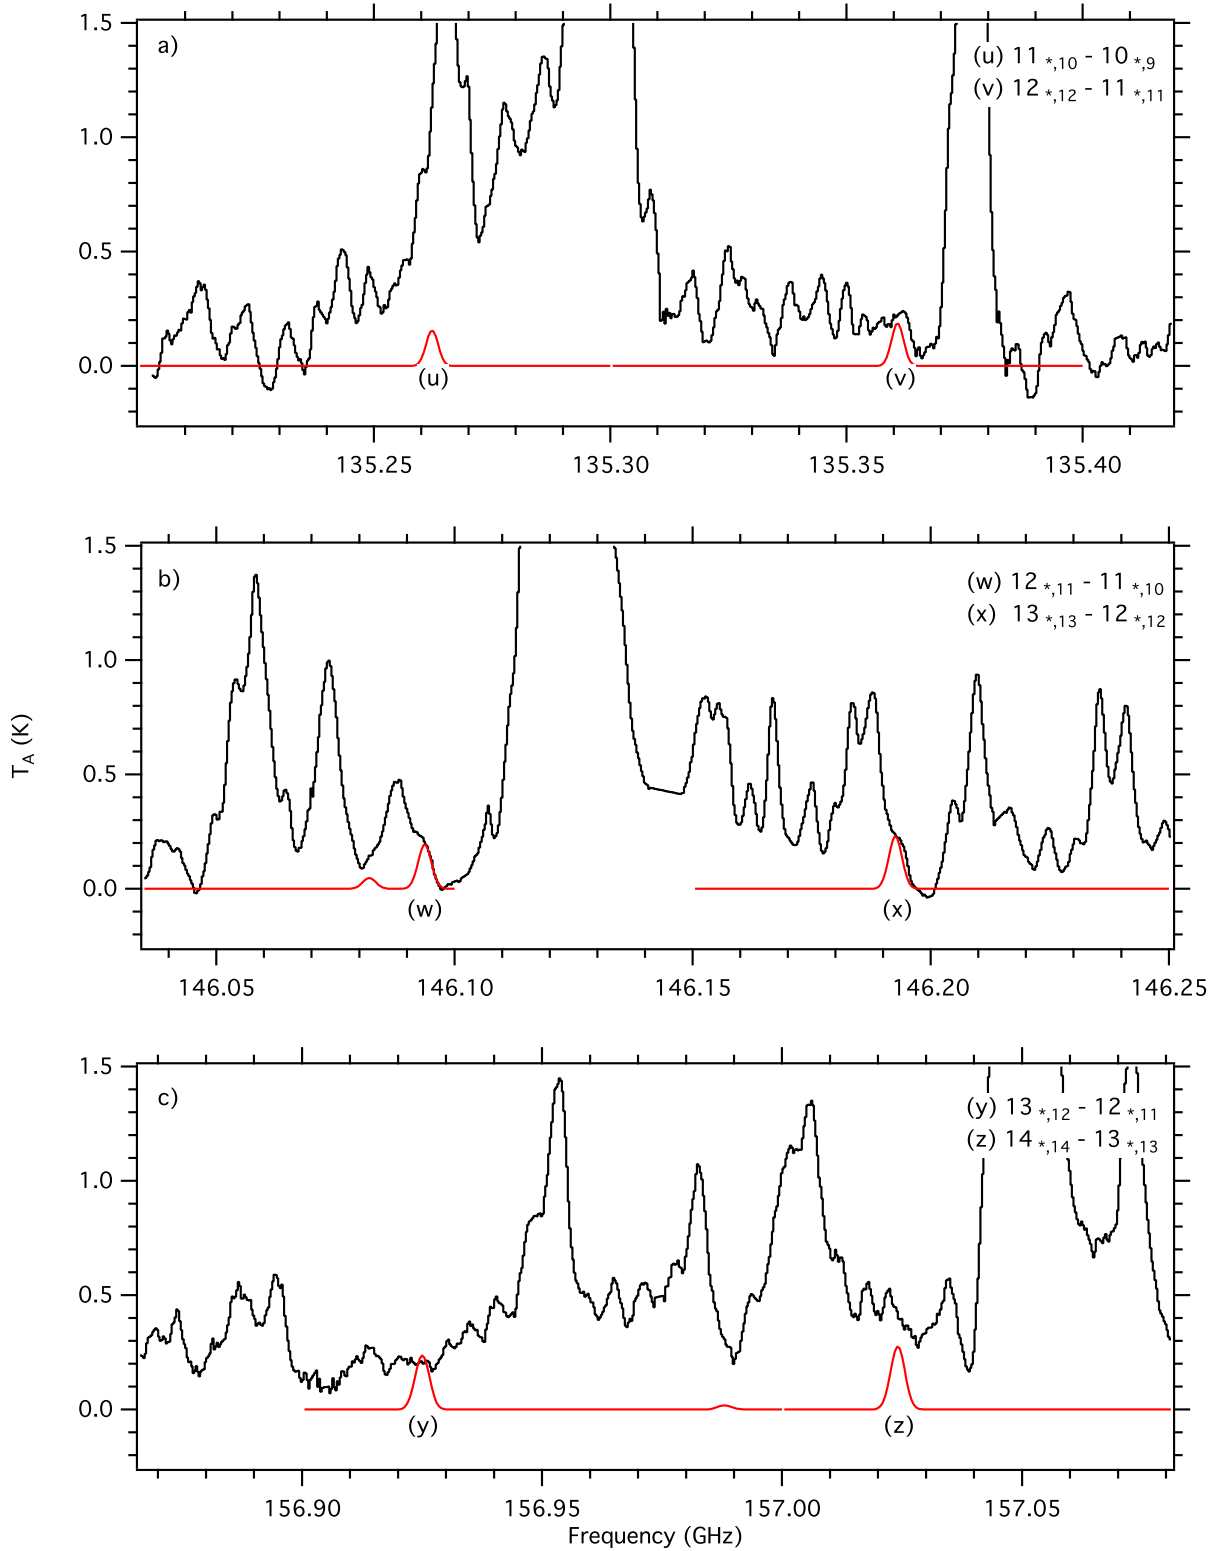 a)
(u) 11 *,10 - 10 *,9
(v) 12 *,12 - 11 *,11
1.5
1.0
0.5
0.0
(u)
(v)
135.25 135.30 135.35 135.40
b)
(w) 12 *,11 - 11 *,10
(x) 13 *,13 - 12 *,12
1.5
1.0
0.5
0.0
(w)
(x)
146.05 146.10 146.15 146.20 146.25
TA (K)
c)
(y) 13 *,12 - 12 *,11
(z) 14 *,14 - 13 *,13
1.5
1.0
0.5
0.0
(y)
(z)
156.90 156.95 157.00 157.05
Frequency (GHz)